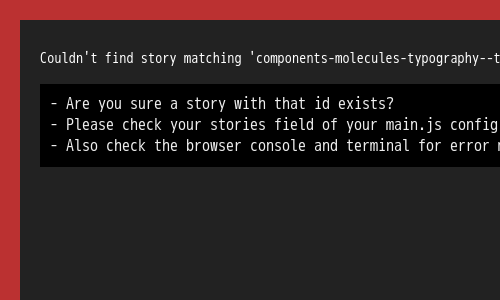 Couldn't find story matching 'components-molecules-typography--t
- Are you sure a story with that id exists?
- Please check your stories field of your main.js config
- Also check the browser console and terminal for error